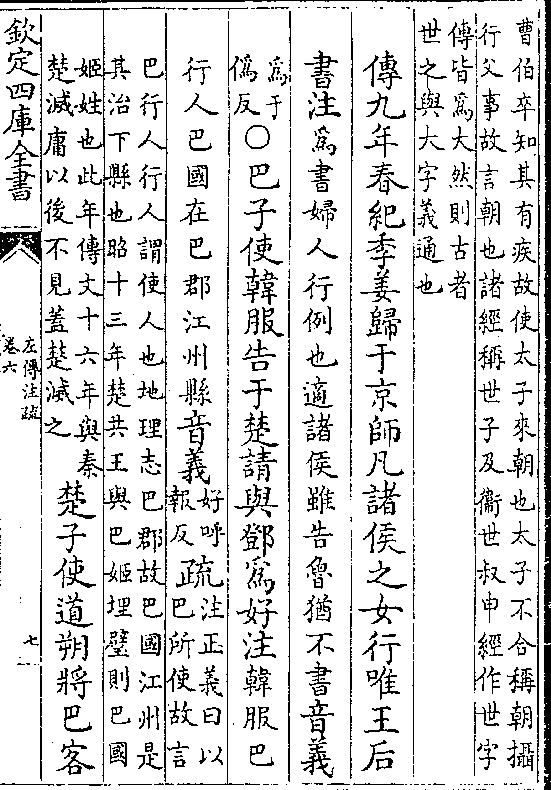 曹伯卒知其有疾故使太子來朝也太子不合稱朝攝
行父事故言朝也諸經稱世子及衞世叔申經作世字
傳皆爲大然則古者
世之與大字義通也
傳九年春紀季姜歸于京師凡諸侯之女行唯王后
書注爲書婦人行例也適諸侯雖告魯猶不書音義
爲于
僞反
〇巴子使韓服告于楚請與鄧爲好注韓服巴
行人巴國在巴郡江州縣音義
好呼
報反
疏
注正義曰以
巴所使故言
巴行人行人謂使人也地理志巴郡故巴國江州是
其治下縣也昭十三年楚共王與巴姬埋璧則巴國
姬姓也此年傳文十六年與秦
楚滅庸以後不見蓋楚滅之
楚子使道朔將巴客
欽定四庫全書
左傳注疏
卷六
七